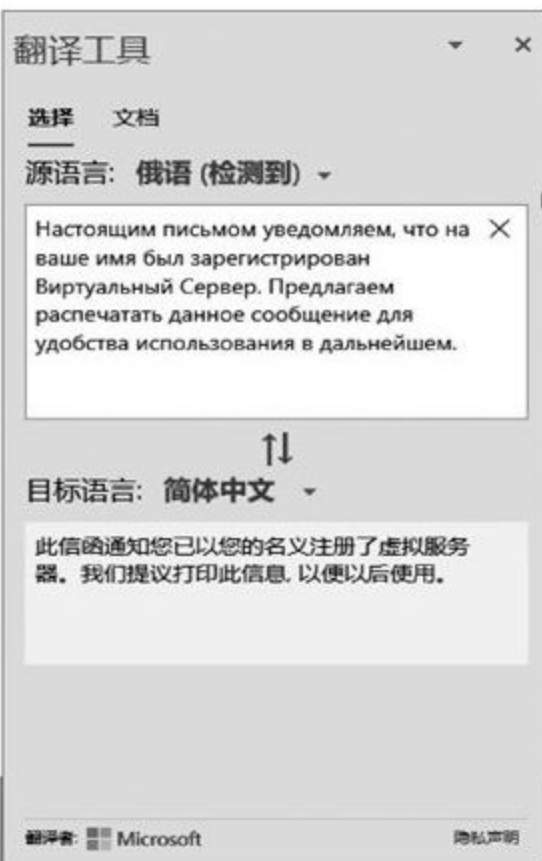 翻译工具
选择 文档
源语言: 俄语 (检测到)
Настоящим письмом уведомляем, что на
ваше имя был зарегистрирован
Виртуальный Сервер. Предлагаем
распечатать данное сообщение для
удобства использования в дальнейшем.
目标语言: 简体中文
此信函通知您已以您的名义注册了虚拟服务
器。我们提议打印此信息, 以便以后使用。
翻译者: Microsoft 隐私声明